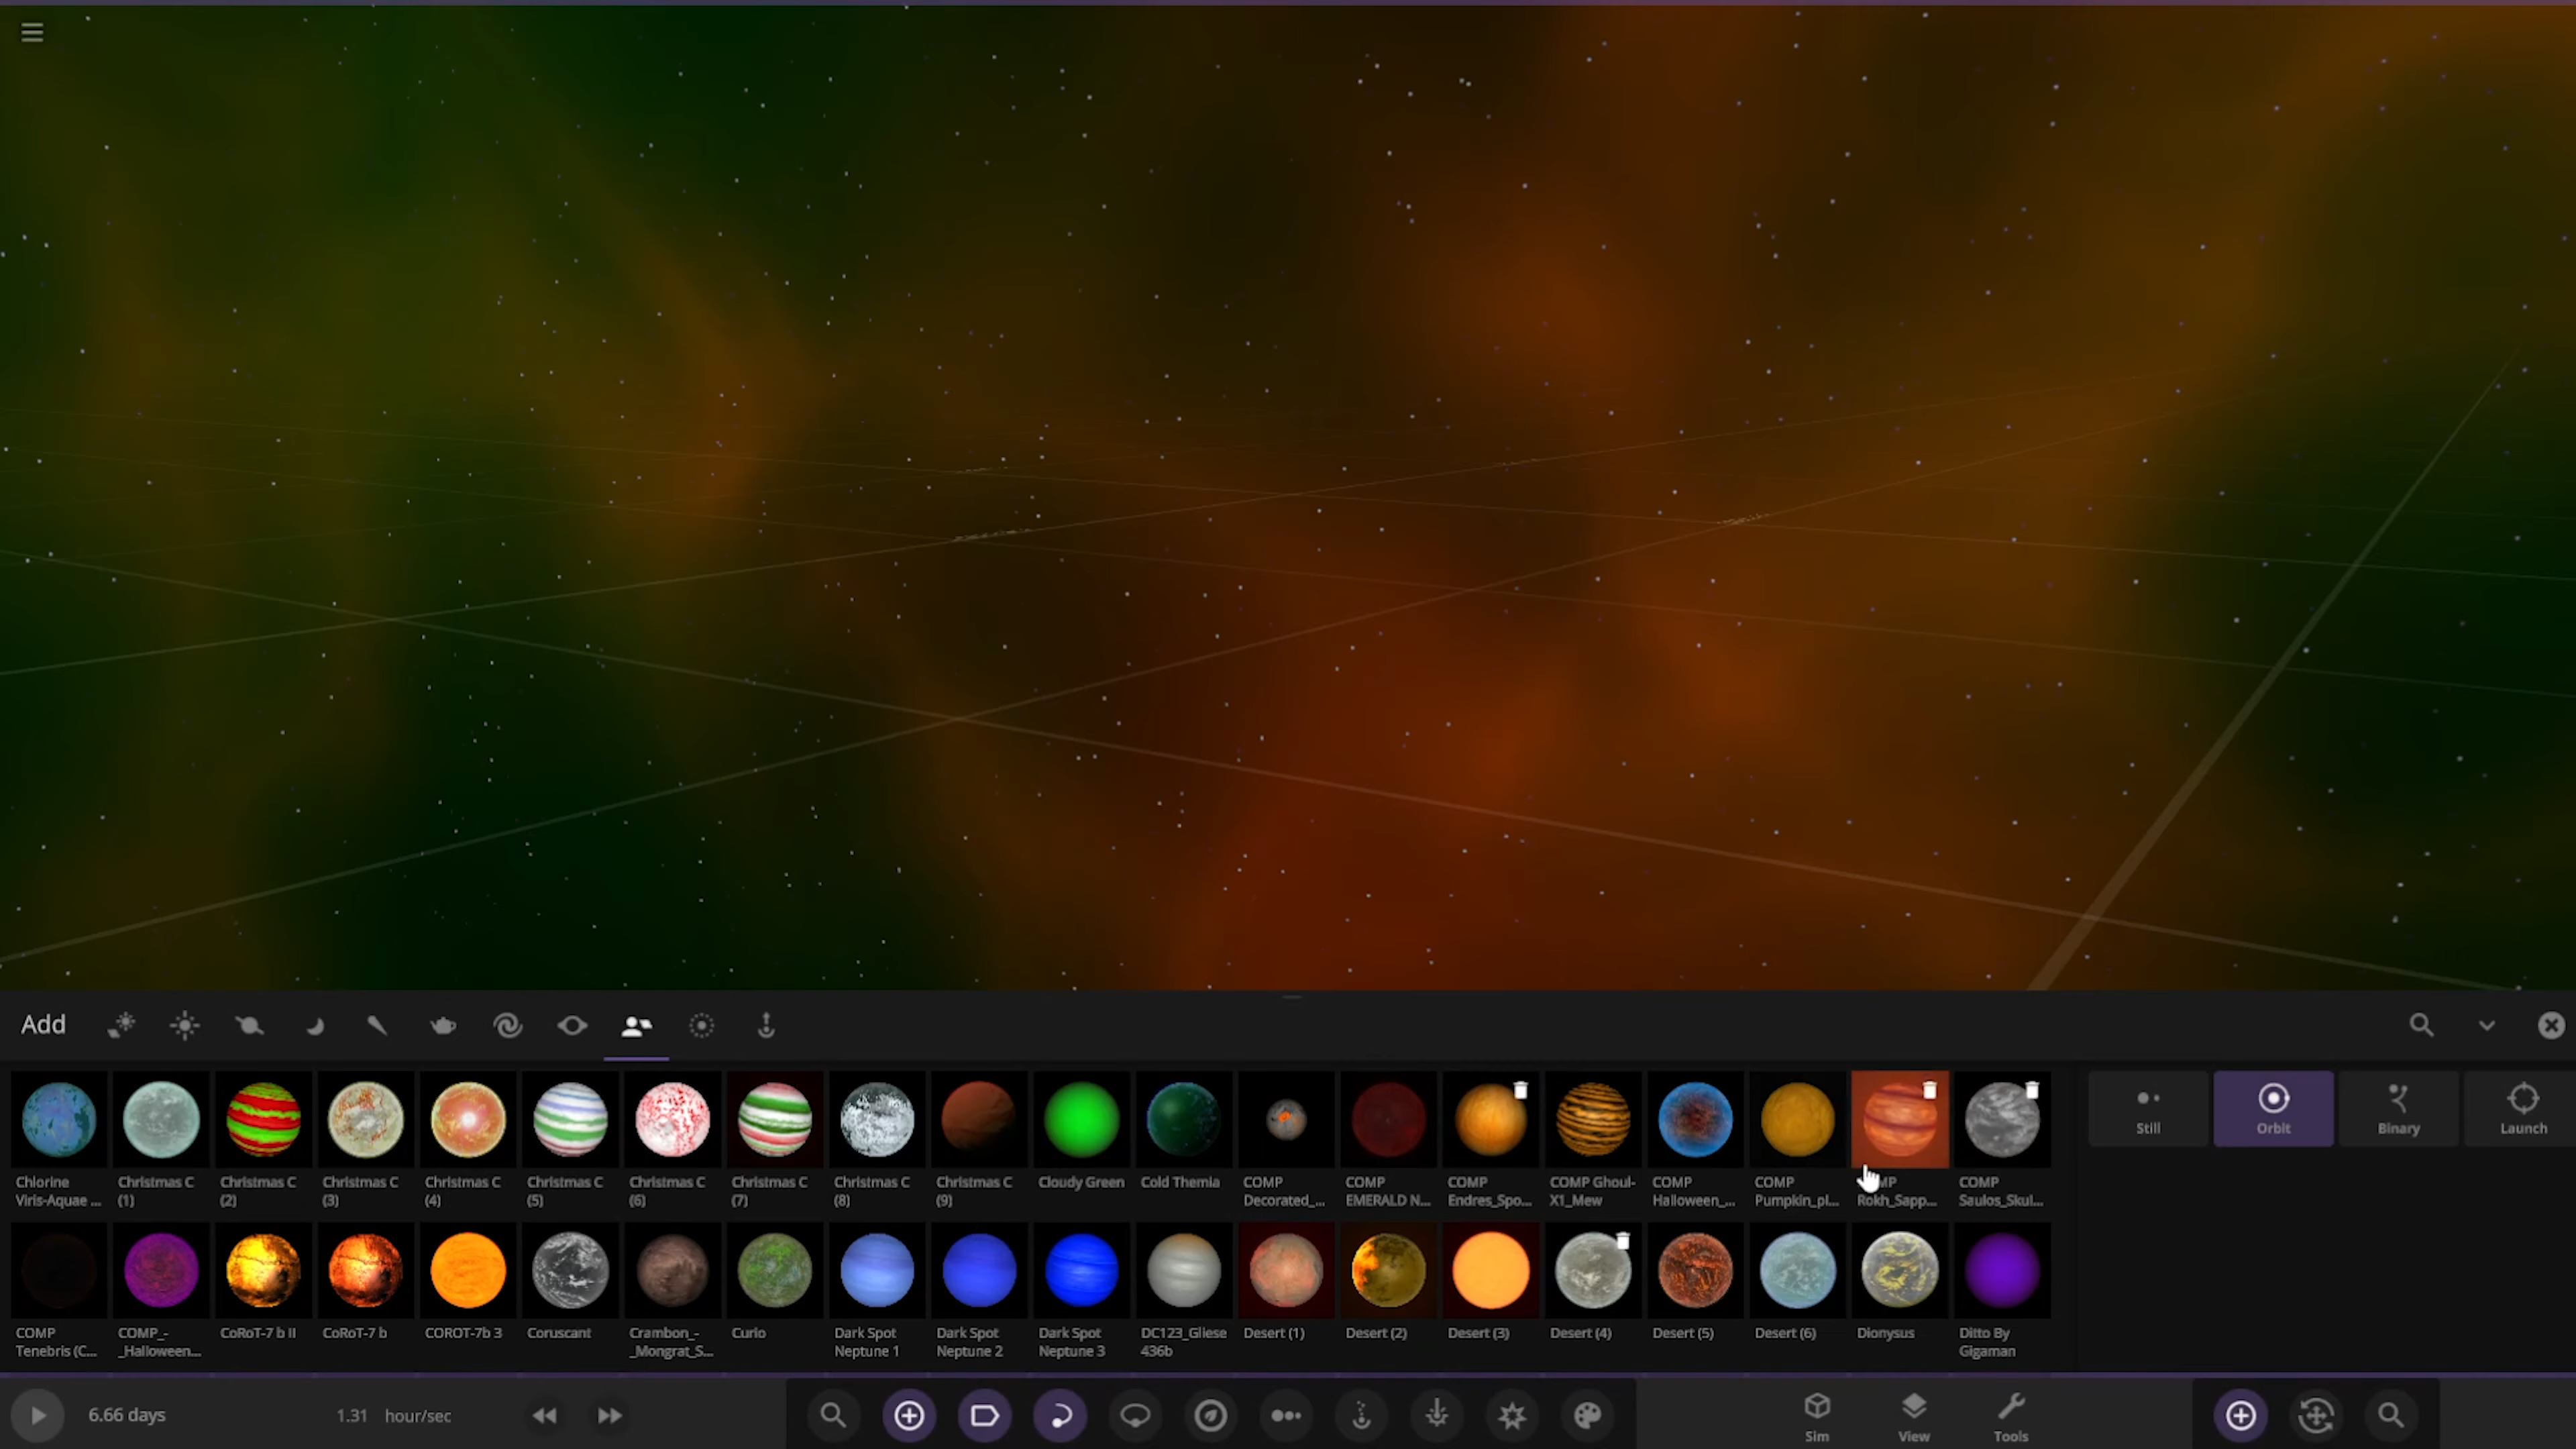 Add
Still
Orbit
Binary
Launch
Chlorine
Viris-Aquae ...
Christmas C
(1)
Christmas C
(2)
Christmas C
(3)
Christmas C
(4)
Christmas C
(5)
Christmas C
(6)
Christmas C
(7)
Christmas C
(8)
Christmas C
(9)
Cloudy Green
Cold Themia
COMP
Decorated_...
COMP
EMERALD N...
COMP
Endres_Spo...
COMP Ghoul-
X1_Mew
COMP
Halloween_...
COMP
Pumpkin_pl...
Rokh_Sapp...
COMP
Saulos_Skul...
COMP
Tenebris (C...
COMP_-
_Halloween...
CoRoT-7 b II
CoRoT-7 b
COROT-7b 3
Coruscant
Crambon_-
_Mongrat_S...
Curio
Dark Spot
Neptune 1
Dark Spot
Neptune 2
Dark Spot
Neptune 3
DC123_Gliese
436b
Desert (1)
Desert (2)
Desert (3)
Desert (4)
Desert (5)
Desert (6)
Dionysus
Ditto By
Gigaman
6.66 days
1.31 hour/sec
Sim
View
Tools